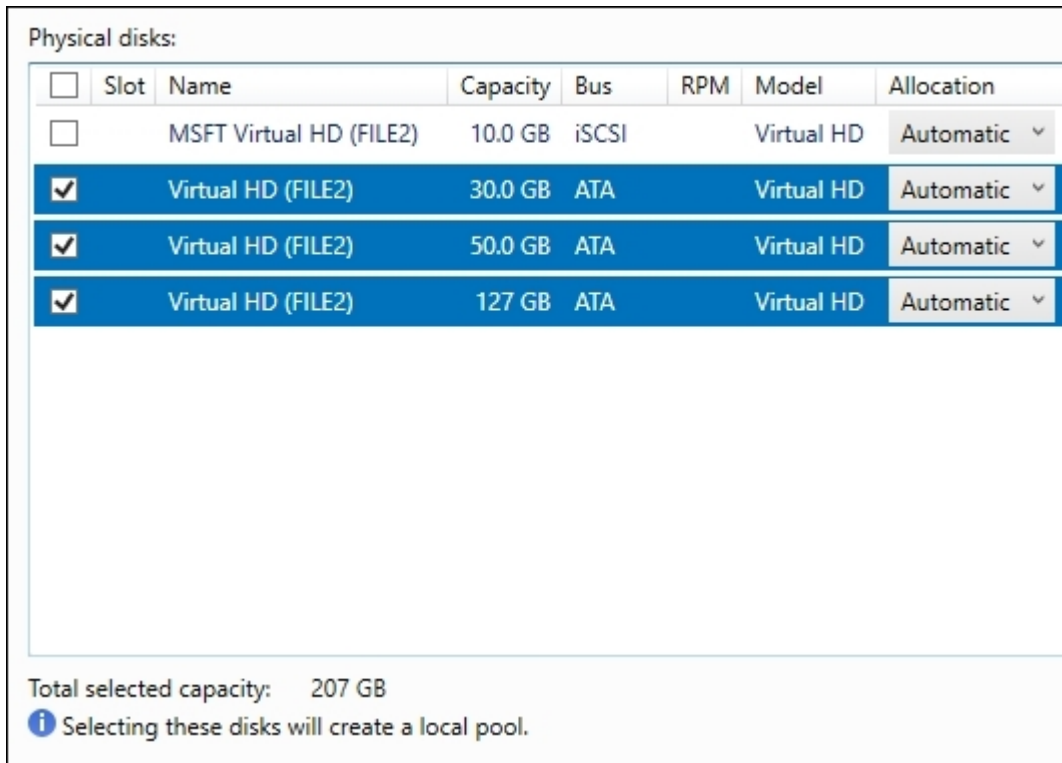 Physical disks:
Slot Name Capacity Bus RPM Model Allocation
MSFT Virtual HD (FILE2) 10.0 GB iSCSI Virtual HD Automatic
Virtual HD (FILE2) 30.0 GB ATA Virtual HD Automatic
Virtual HD (FILE2) 50.0 GB ATA Virtual HD Automatic
Virtual HD (FILE2) 127 GB ATA Virtual HD Automatic
Total selected capacity: 207 GB
Selecting these disks will create a local pool.